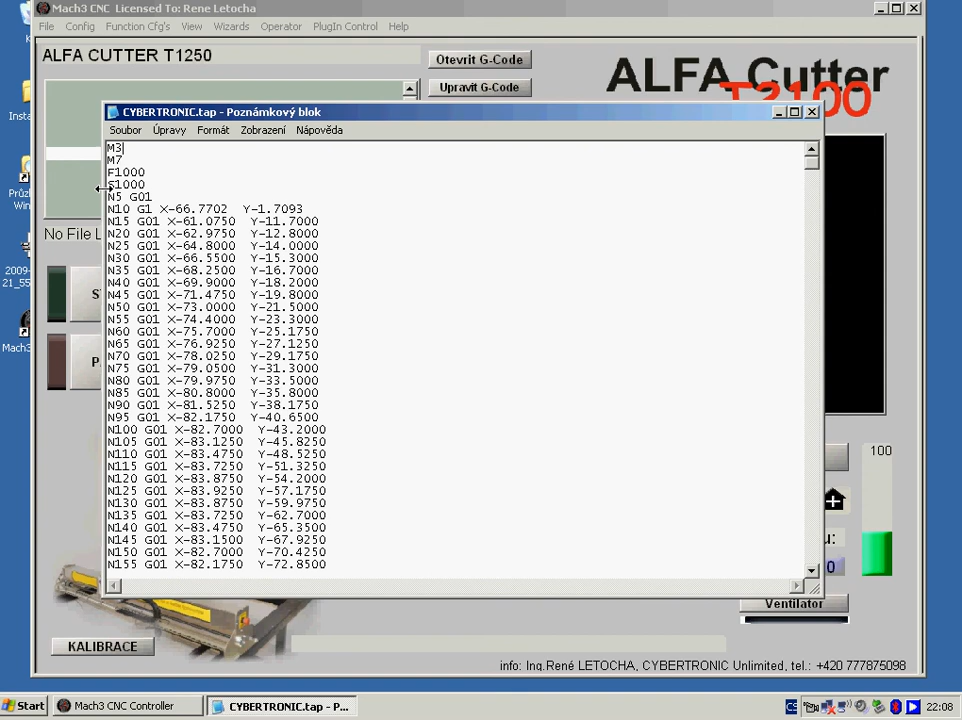 Mach3 CNC Licensed To: Rene Letocha
File Config Function Cfg's View Wizards Operator PlugIn Control Help
ALFA CUTTER T1250
Otevrit G-Code
Upravit G-Code
ALFA Cutter
T2100
CYBERTRONIC.tap - Poznámkový blok
Soubor Úpravy Formát Zobrazení Nápověda
M3
M7
F1000
S1000
N5 G01
N10 G1 X-66.7702 Y-1.7093
N15 G01 X-61.0750 Y-11.7000
N20 G01 X-62.9750 Y-12.8000
N25 G01 X-64.8000 Y-14.0000
N30 G01 X-66.5500 Y-15.3000
N35 G01 X-68.2500 Y-16.7000
N40 G01 X-69.9000 Y-18.2000
N45 G01 X-71.4750 Y-19.8000
N50 G01 X-73.0000 Y-21.5000
N55 G01 X-74.4000 Y-23.3000
N60 G01 X-75.7000 Y-25.1750
N65 G01 X-76.9250 Y-27.1250
N70 G01 X-78.0250 Y-29.1750
N75 G01 X-79.0500 Y-31.3000
N80 G01 X-79.9750 Y-33.5000
N85 G01 X-80.8000 Y-35.8000
N90 G01 X-81.5250 Y-38.1750
N95 G01 X-82.1750 Y-40.6500
N100 G01 X-82.7000 Y-43.2000
N105 G01 X-83.1250 Y-45.8250
N110 G01 X-83.4750 Y-48.5250
N115 G01 X-83.7250 Y-51.3250
N120 G01 X-83.8750 Y-54.2000
N125 G01 X-83.9250 Y-57.1750
N130 G01 X-83.8750 Y-59.9750
N135 G01 X-83.7250 Y-62.7000
N140 G01 X-83.4750 Y-65.3500
N145 G01 X-83.1500 Y-67.9250
N150 G01 X-82.7000 Y-70.4250
N155 G01 X-82.1750 Y-72.8500
No File L
Insta
Průz
Win
2009-
21_55
Mach3
100
u:
0
Ventilator
KALIBRACE
info: Ing.René LETOCHA, CYBERTRONIC Unlimited, tel.: +420 777875098
Start
Mach3 CNC Controller
CYBERTRONIC.tap - P...
CS
22:08